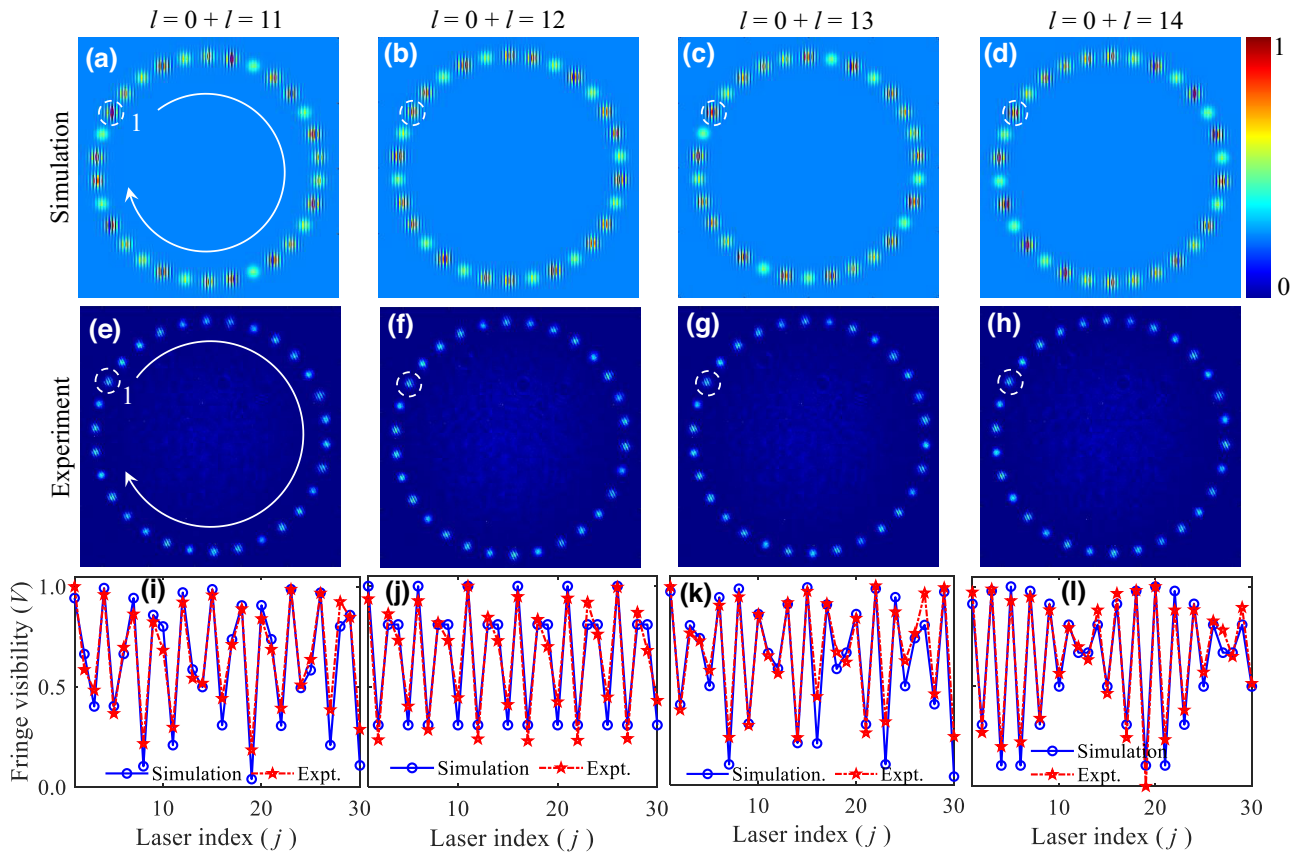 l = 0 + l = 11
l = 0 + l = 12
l = 0 + l = 13
l = 0 + l = 14
Simulation
(a)
1
(b)
(c)
(d)
1
0
Experiment
(e)
1
(f)
(g)
(h)
Fringe visibility (V)
1.0
0.5
0.0
(i)
Simulation
Expt.
10
20
30
Laser index ( j )
(j)
Simulation
Expt.
10
20
30
Laser index ( j )
(k)
Simulation.
Expt.
10
20
30
Laser index ( j )
(l)
Simulation
Expt.
10
20
30
Laser index ( j )